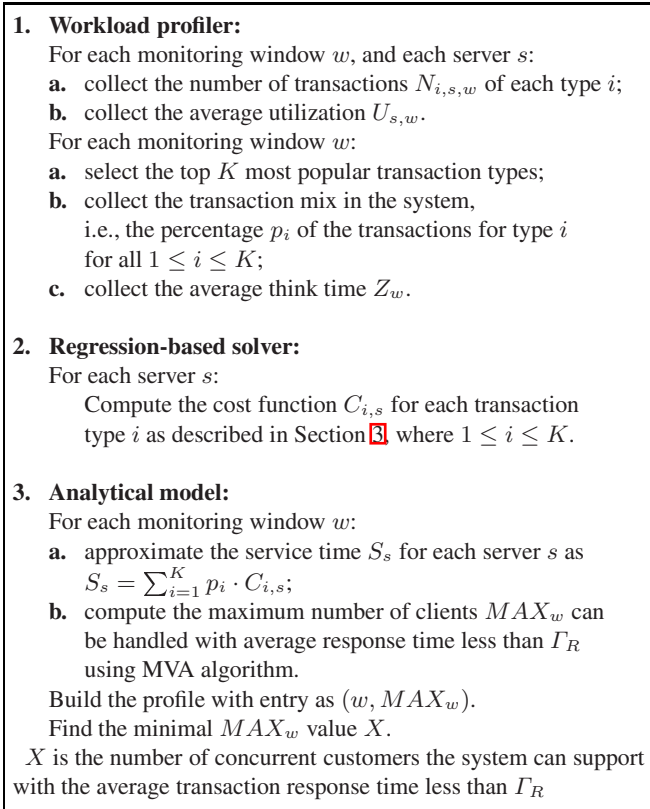 1. Workload profiler:
For each monitoring window w, and each server s:
a. collect the number of transactions N_{i,s,w} of each type i;
b. collect the average utilization U_{s,w}.
For each monitoring window w:
a. select the top K most popular transaction types;
b. collect the transaction mix in the system,
i.e., the percentage p_i of the transactions for type i
for all 1 ≤ i ≤ K;
c. collect the average think time Z_w.
2. Regression-based solver:
For each server s:
Compute the cost function C_{i,s} for each transaction
type i as described in Section 3, where 1 ≤ i ≤ K.
3. Analytical model:
For each monitoring window w:
a. approximate the service time S_s for each server s as
S_s = ∑_{i=1}^{K} p_i · C_{i,s};
b. compute the maximum number of clients MAX_w can
be handled with average response time less than Γ_R
using MVA algorithm.
Build the profile with entry as (w, MAX_w).
Find the minimal MAX_w value X.
X is the number of concurrent customers the system can support
with the average transaction response time less than Γ_R